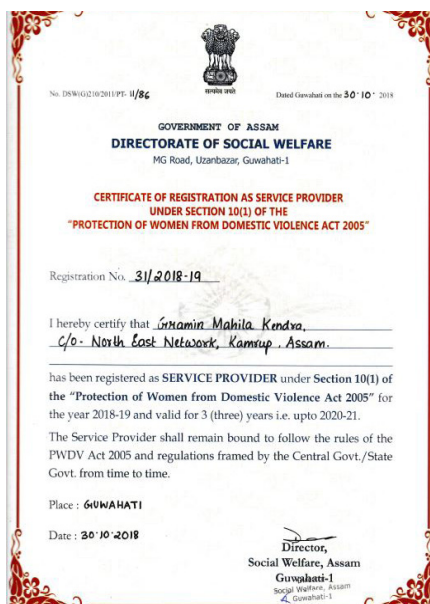 सत्यमेव जयते
No. DSW(G)210/2011/PT- 11/86
Dated Guwahati on the 30·10· 2018
GOVERNMENT OF ASSAM
DIRECTORATE OF SOCIAL WELFARE
MG Road, Uzanbazar, Guwahati-1
CERTIFICATE OF REGISTRATION AS SERVICE PROVIDER
UNDER SECTION 10(1) OF THE
"PROTECTION OF WOMEN FROM DOMESTIC VIOLENCE ACT 2005"
Registration No. 31/2018-19
I hereby certify that Gramin Mahila Kendra,
C/o- North East Network, Kamrup, Assam.
has been registered as SERVICE PROVIDER under Section 10(1) of
the "Protection of Women from Domestic Violence Act 2005" for
the year 2018-19 and valid for 3 (three) years i.e. upto 2020-21.
The Service Provider shall remain bound to follow the rules of the
PWDV Act 2005 and regulations framed by the Central Govt./State
Govt. from time to time.
Place : GUWAHATI
Date : 30·10·2018
Director,
Social Welfare, Assam
Guwahati-1
Social Welfare, Assam
Guwahati-1